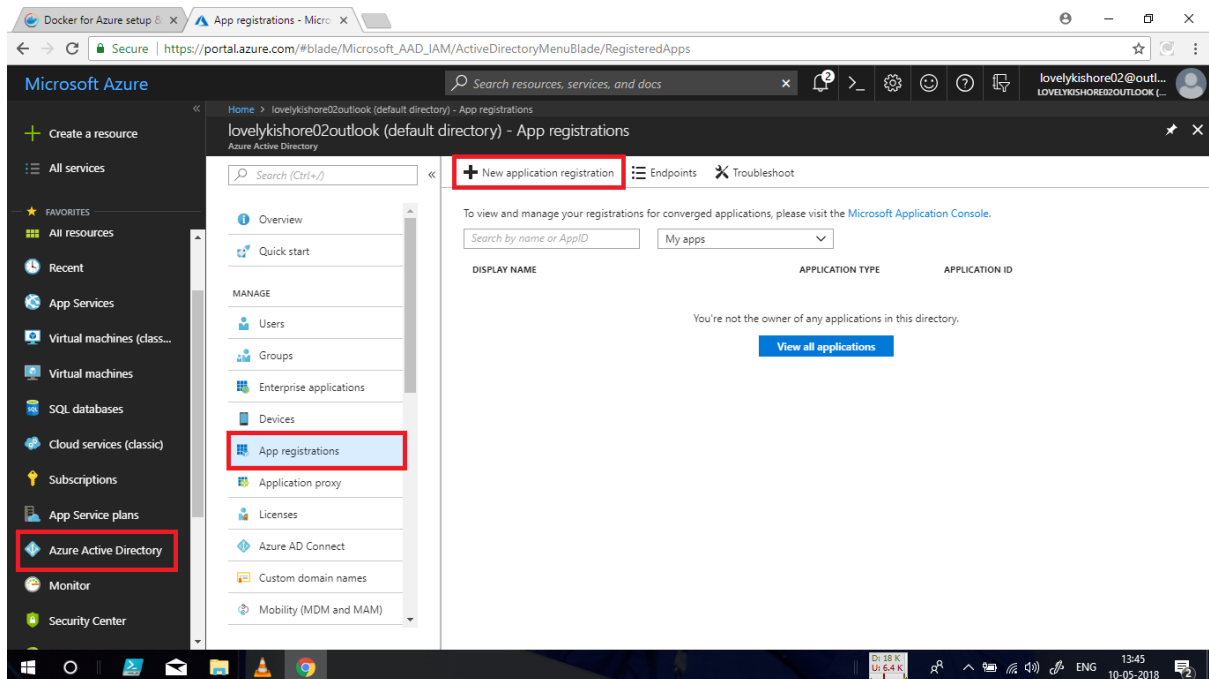 Docker for Azure setup &
App registrations - Micro
Secure | https://portal.azure.com/#blade/Microsoft_AAD_IAM/ActiveDirectoryMenuBlade/RegisteredApps
Microsoft Azure
Search resources, services, and docs
2
lovelykishore02@outl...
LOVELYKISHORE02OUTLOOK (...
Home > lovelykishore02outlook (default directory) - App registrations
lovelykishore02outlook (default directory) - App registrations
Azure Active Directory
Create a resource
All services
FAVORITES
All resources
Recent
App Services
Virtual machines (class...
Virtual machines
SQL databases
Cloud services (classic)
Subscriptions
App Service plans
Azure Active Directory
Monitor
Security Center
Search (Ctrl+/)
Overview
Quick start
MANAGE
Users
Groups
Enterprise applications
Devices
App registrations
Application proxy
Licenses
Azure AD Connect
Custom domain names
Mobility (MDM and MAM)
New application registration
Endpoints
Troubleshoot
To view and manage your registrations for converged applications, please visit the Microsoft Application Console.
Search by name or AppID
My apps
DISPLAY NAME
APPLICATION TYPE
APPLICATION ID
You're not the owner of any applications in this directory.
View all applications
D: 18 K
U: 6.4 K
ENG
13:45
10-05-2018
2